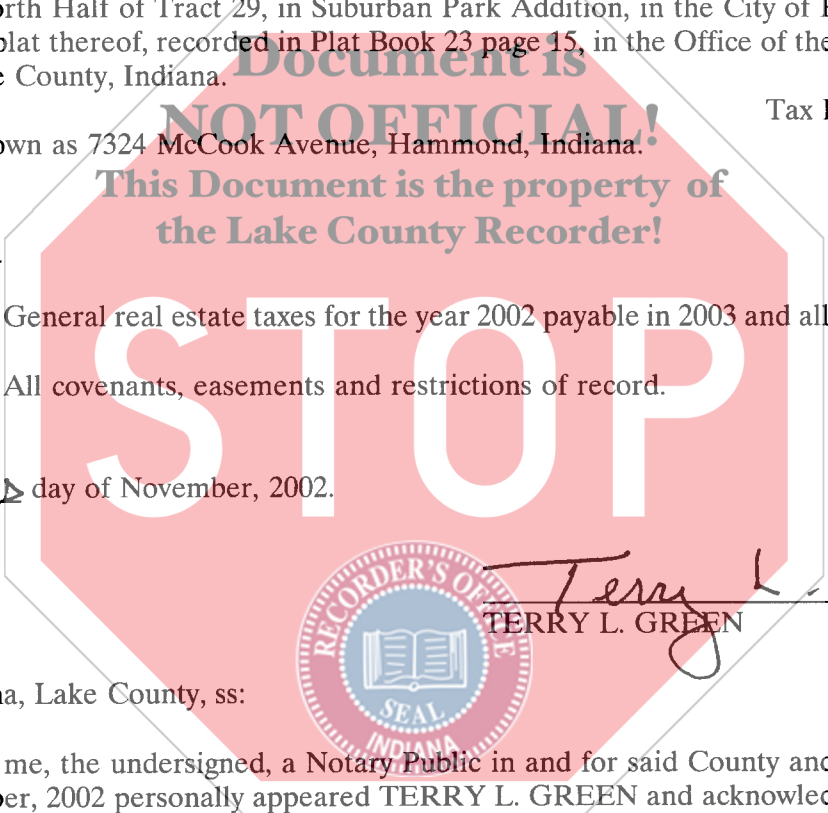 orth Half of Tract 29, in Suburban Park Addition, in the City of
plat thereof, recorded in Plat Book 23 page 15, in the Office of the
County, Indiana.
Document is
Tax
NOT OFFICIAL!
own as 7324 McCook Avenue, Hammond, Indiana.
This Document is the property of
the Lake County Recorder!
General real estate taxes for the year 2002 payable in 2003 and all
STOP
All covenants, easements and restrictions of record.
day of November, 2002.
Terry L.
TERRY L. GREEN
RECORDER'S OFFICE
SEAL
INDIANA
na, Lake County, ss:
me, the undersigned, a Notary Public in and for said County and
ber, 2002 personally appeared TERRY L. GREEN and acknowled